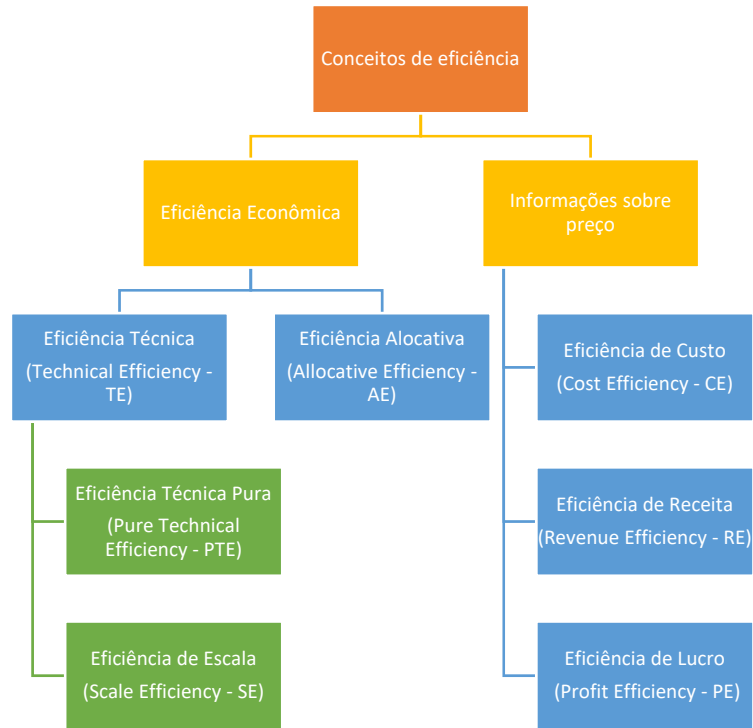 Conceitos de eficiência
Eficiência Econômica
Informações sobre
preço
Eficiência Técnica
(Technical Efficiency -
TE)
Eficiência Alocativa
(Allocative Efficiency -
AE)
Eficiência de Custo
(Cost Efficiency - CE)
Eficiência Técnica Pura
(Pure Technical
Efficiency - PTE)
Eficiência de Receita
(Revenue Efficiency - RE)
Eficiência de Escala
(Scale Efficiency - SE)
Eficiência de Lucro
(Profit Efficiency - PE)